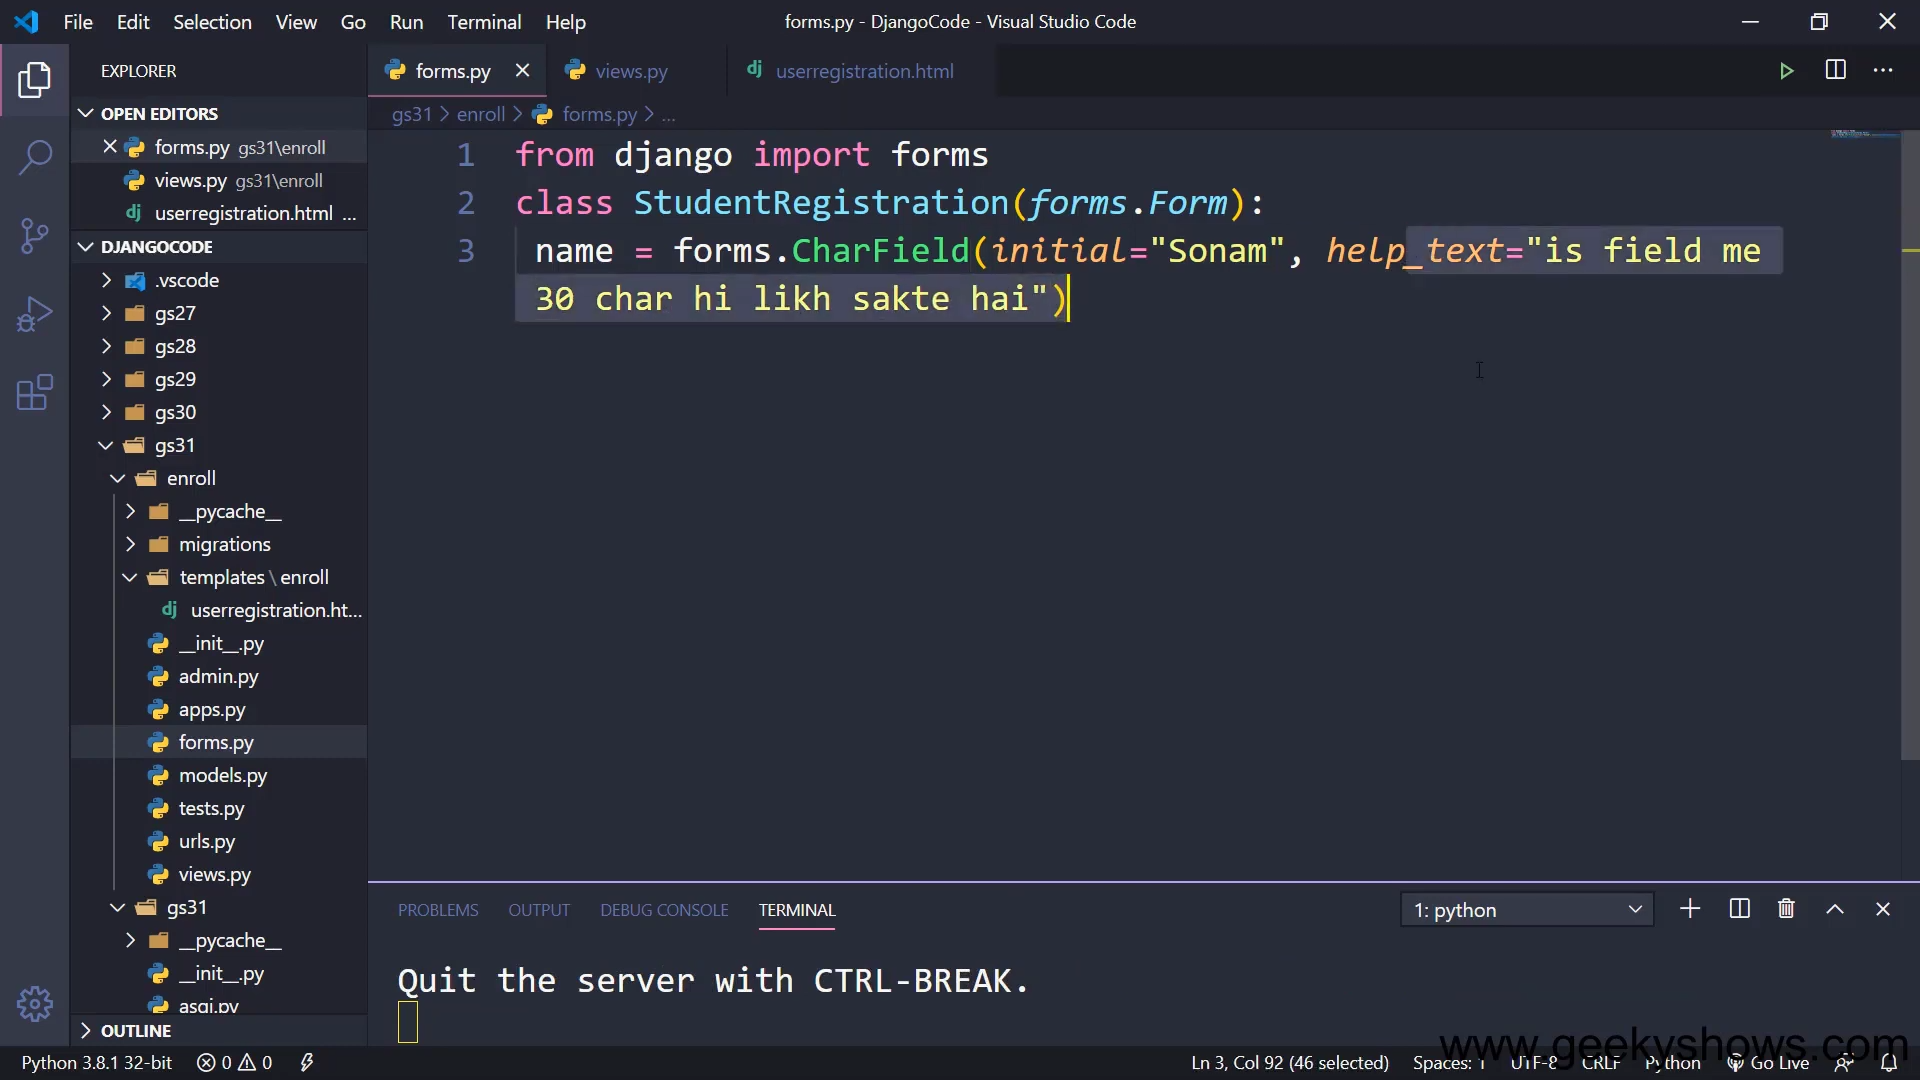 File Edit Selection View Go Run Terminal Help
forms.py - DjangoCode - Visual Studio Code
EXPLORER
OPEN EDITORS
forms.py gs31\enroll
views.py gs31\enroll
userregistration.html ...
DJANGOCODE
.vscode
gs27
gs28
gs29
gs30
gs31
enroll
__pycache__
migrations
templates\enroll
userregistration.ht...
__init__.py
admin.py
apps.py
forms.py
models.py
tests.py
urls.py
views.py
gs31
__pycache__
__init__.py
asgi.py
OUTLINE
forms.py
views.py
userregistration.html
gs31 > enroll > forms.py > ...
1 from django import forms
2 class StudentRegistration(forms.Form):
3 name = forms.CharField(initial="Sonam", help_text="is field me
30 char hi likh sakte hai")
PROBLEMS OUTPUT DEBUG CONSOLE TERMINAL
1: python
Quit the server with CTRL-BREAK.
www.geekyshows.com
Python 3.8.1 32-bit 0 0
Ln 3, Col 92 (46 selected) Spaces: 1 UTF-8 CRLF Python Go Live